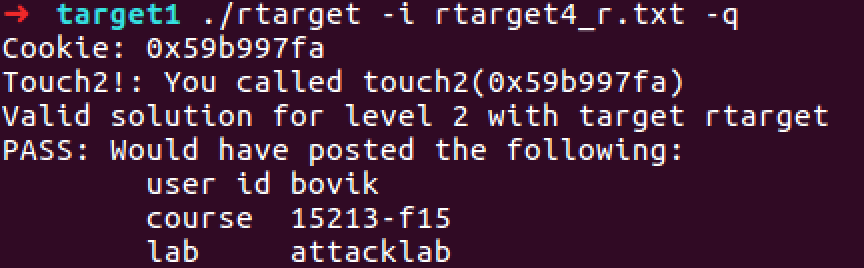 → target1 ./rtarget -i rtarget4_r.txt -q
Cookie: 0x59b997fa
Touch2!: You called touch2(0x59b997fa)
Valid solution for level 2 with target rtarget
PASS: Would have posted the following:
user id bovik
course 15213-f15
lab attacklab